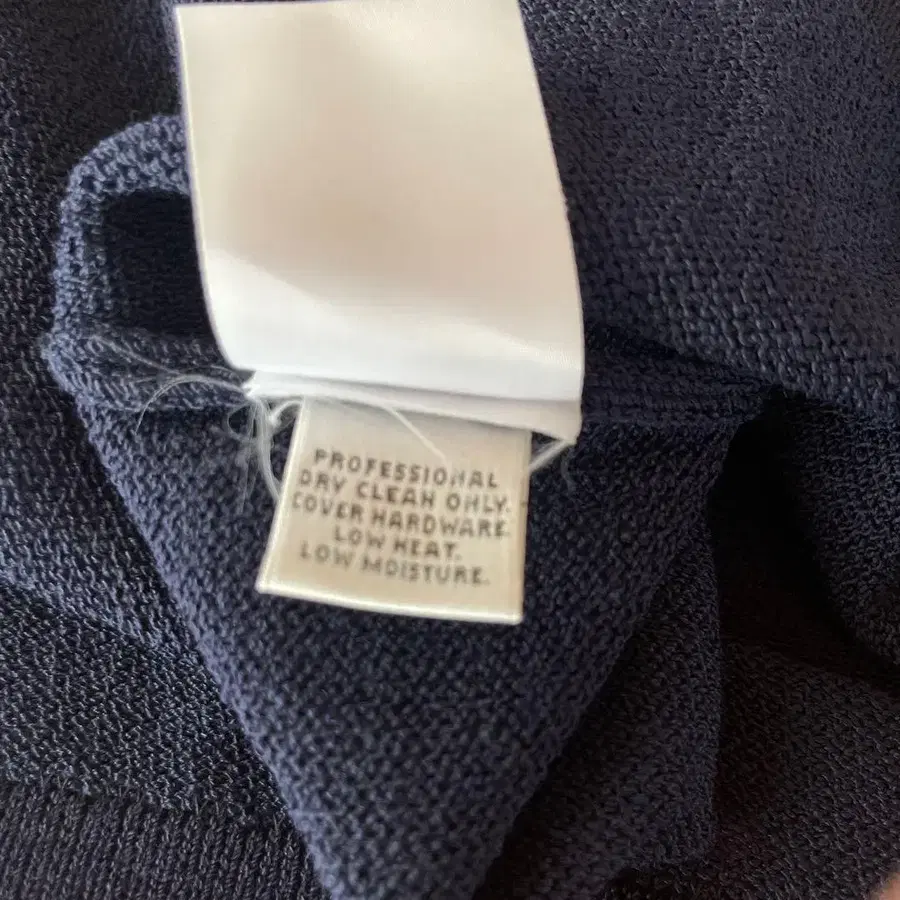 PROFESSIONAL
DRY CLEAN ONLY.
COVER HARDWARE.
LOW HEAT.
LOW MOISTURE.